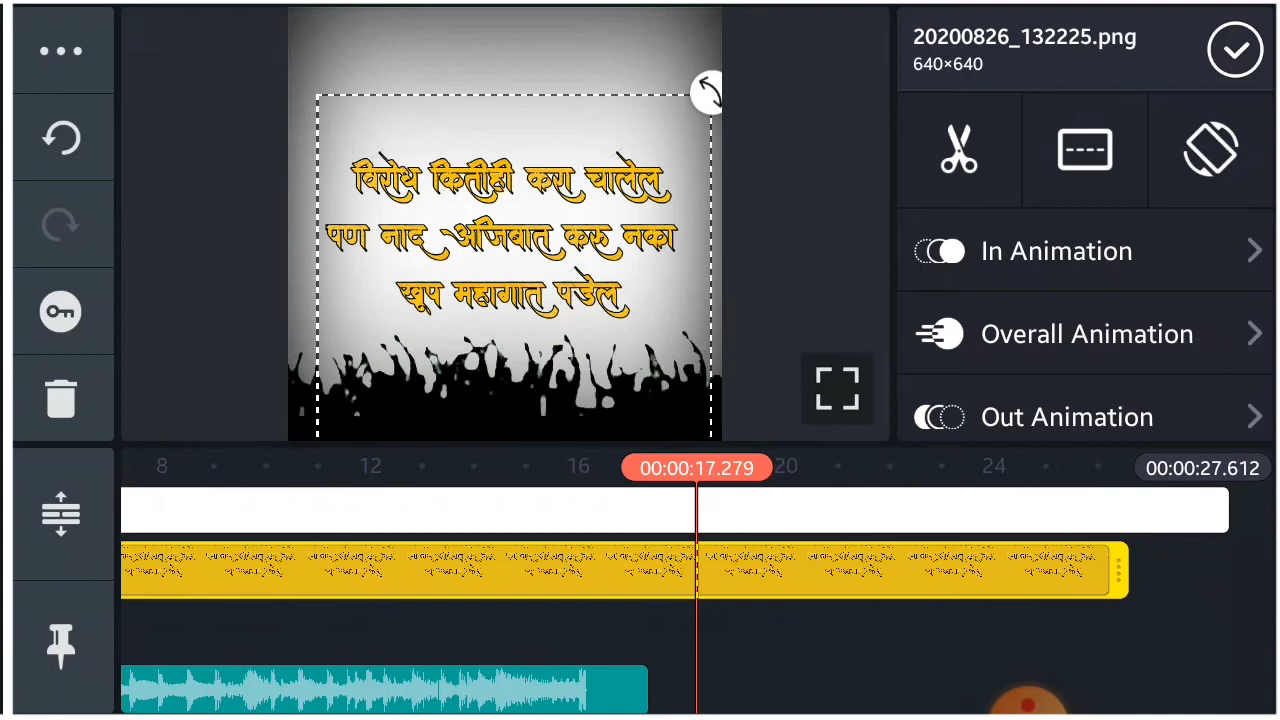 20200826_132225.png
640×640
विरोध कितीही करा चालेल
पण नाद अजिबात करू नका
खुप महागात पडेल
In Animation
Overall Animation
Out Animation
8 12 16 00:00:17.279 20 24 00:00:27.612